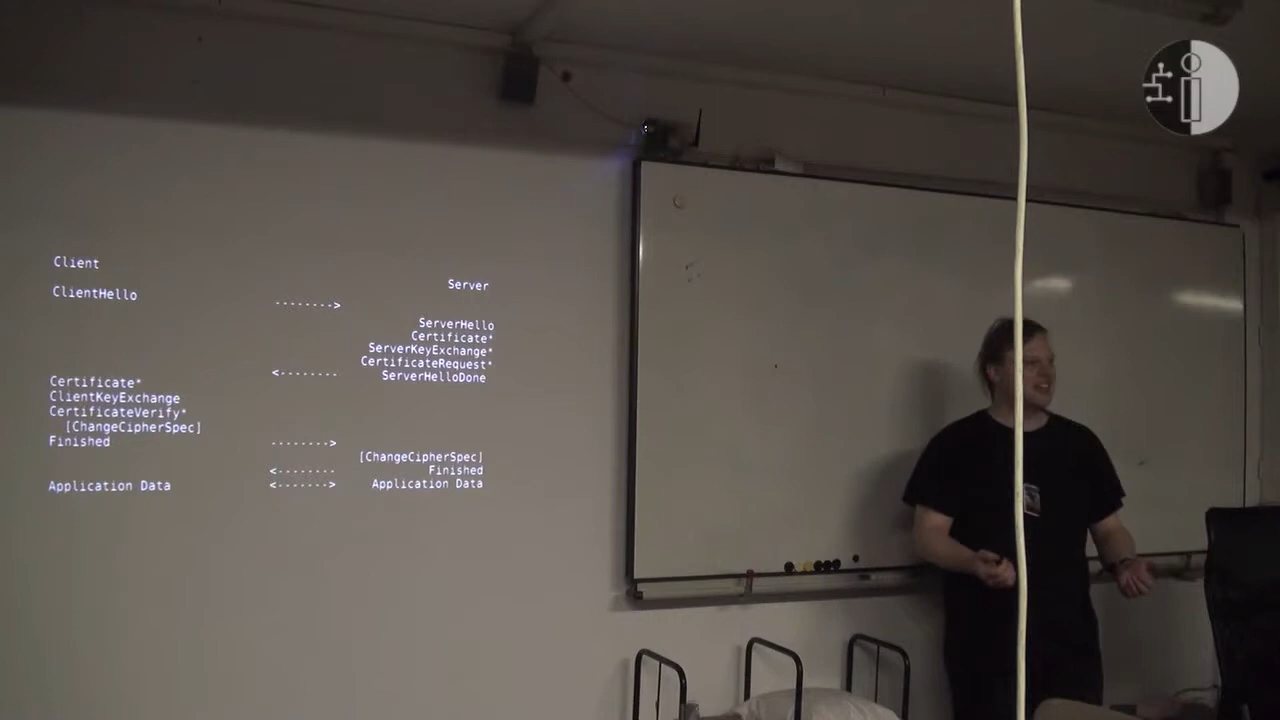 Client
Server
ClientHello -------->
ServerHello
Certificate*
ServerKeyExchange*
CertificateRequest*
<-------- ServerHelloDone
Certificate*
ClientKeyExchange
CertificateVerify*
[ChangeCipherSpec]
Finished -------->
[ChangeCipherSpec]
<-------- Finished
Application Data <-------> Application Data